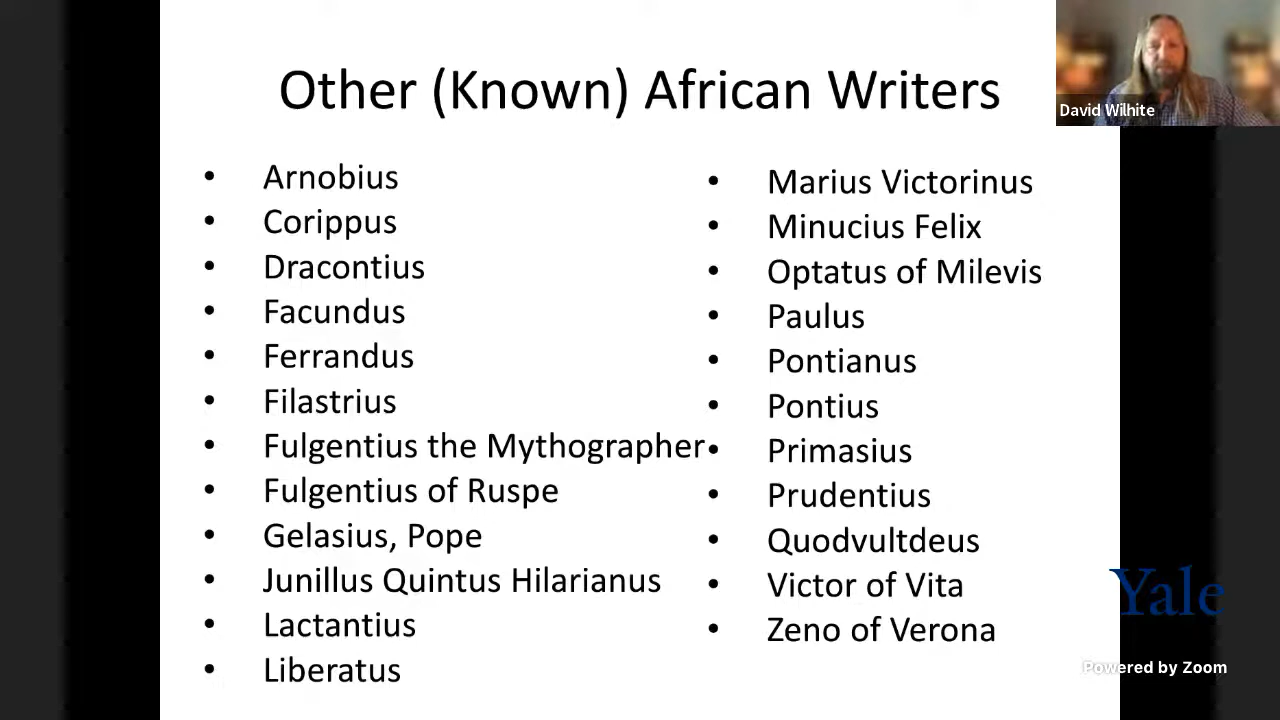 Other (Known) African Writers
David Wilhite
• Arnobius
• Corippus
• Dracontius
• Facundus
• Ferrandus
• Filastrius
• Fulgentius the Mythographer
• Fulgentius of Ruspe
• Gelasius, Pope
• Junillus Quintus Hilarianus
• Lactantius
• Liberatus
• Marius Victorinus
• Minucius Felix
• Optatus of Milevis
• Paulus
• Pontianus
• Pontius
• Primasius
• Prudentius
• Quodvultdeus
• Victor of Vita
• Zeno of Verona
Yale
Powered by Zoom